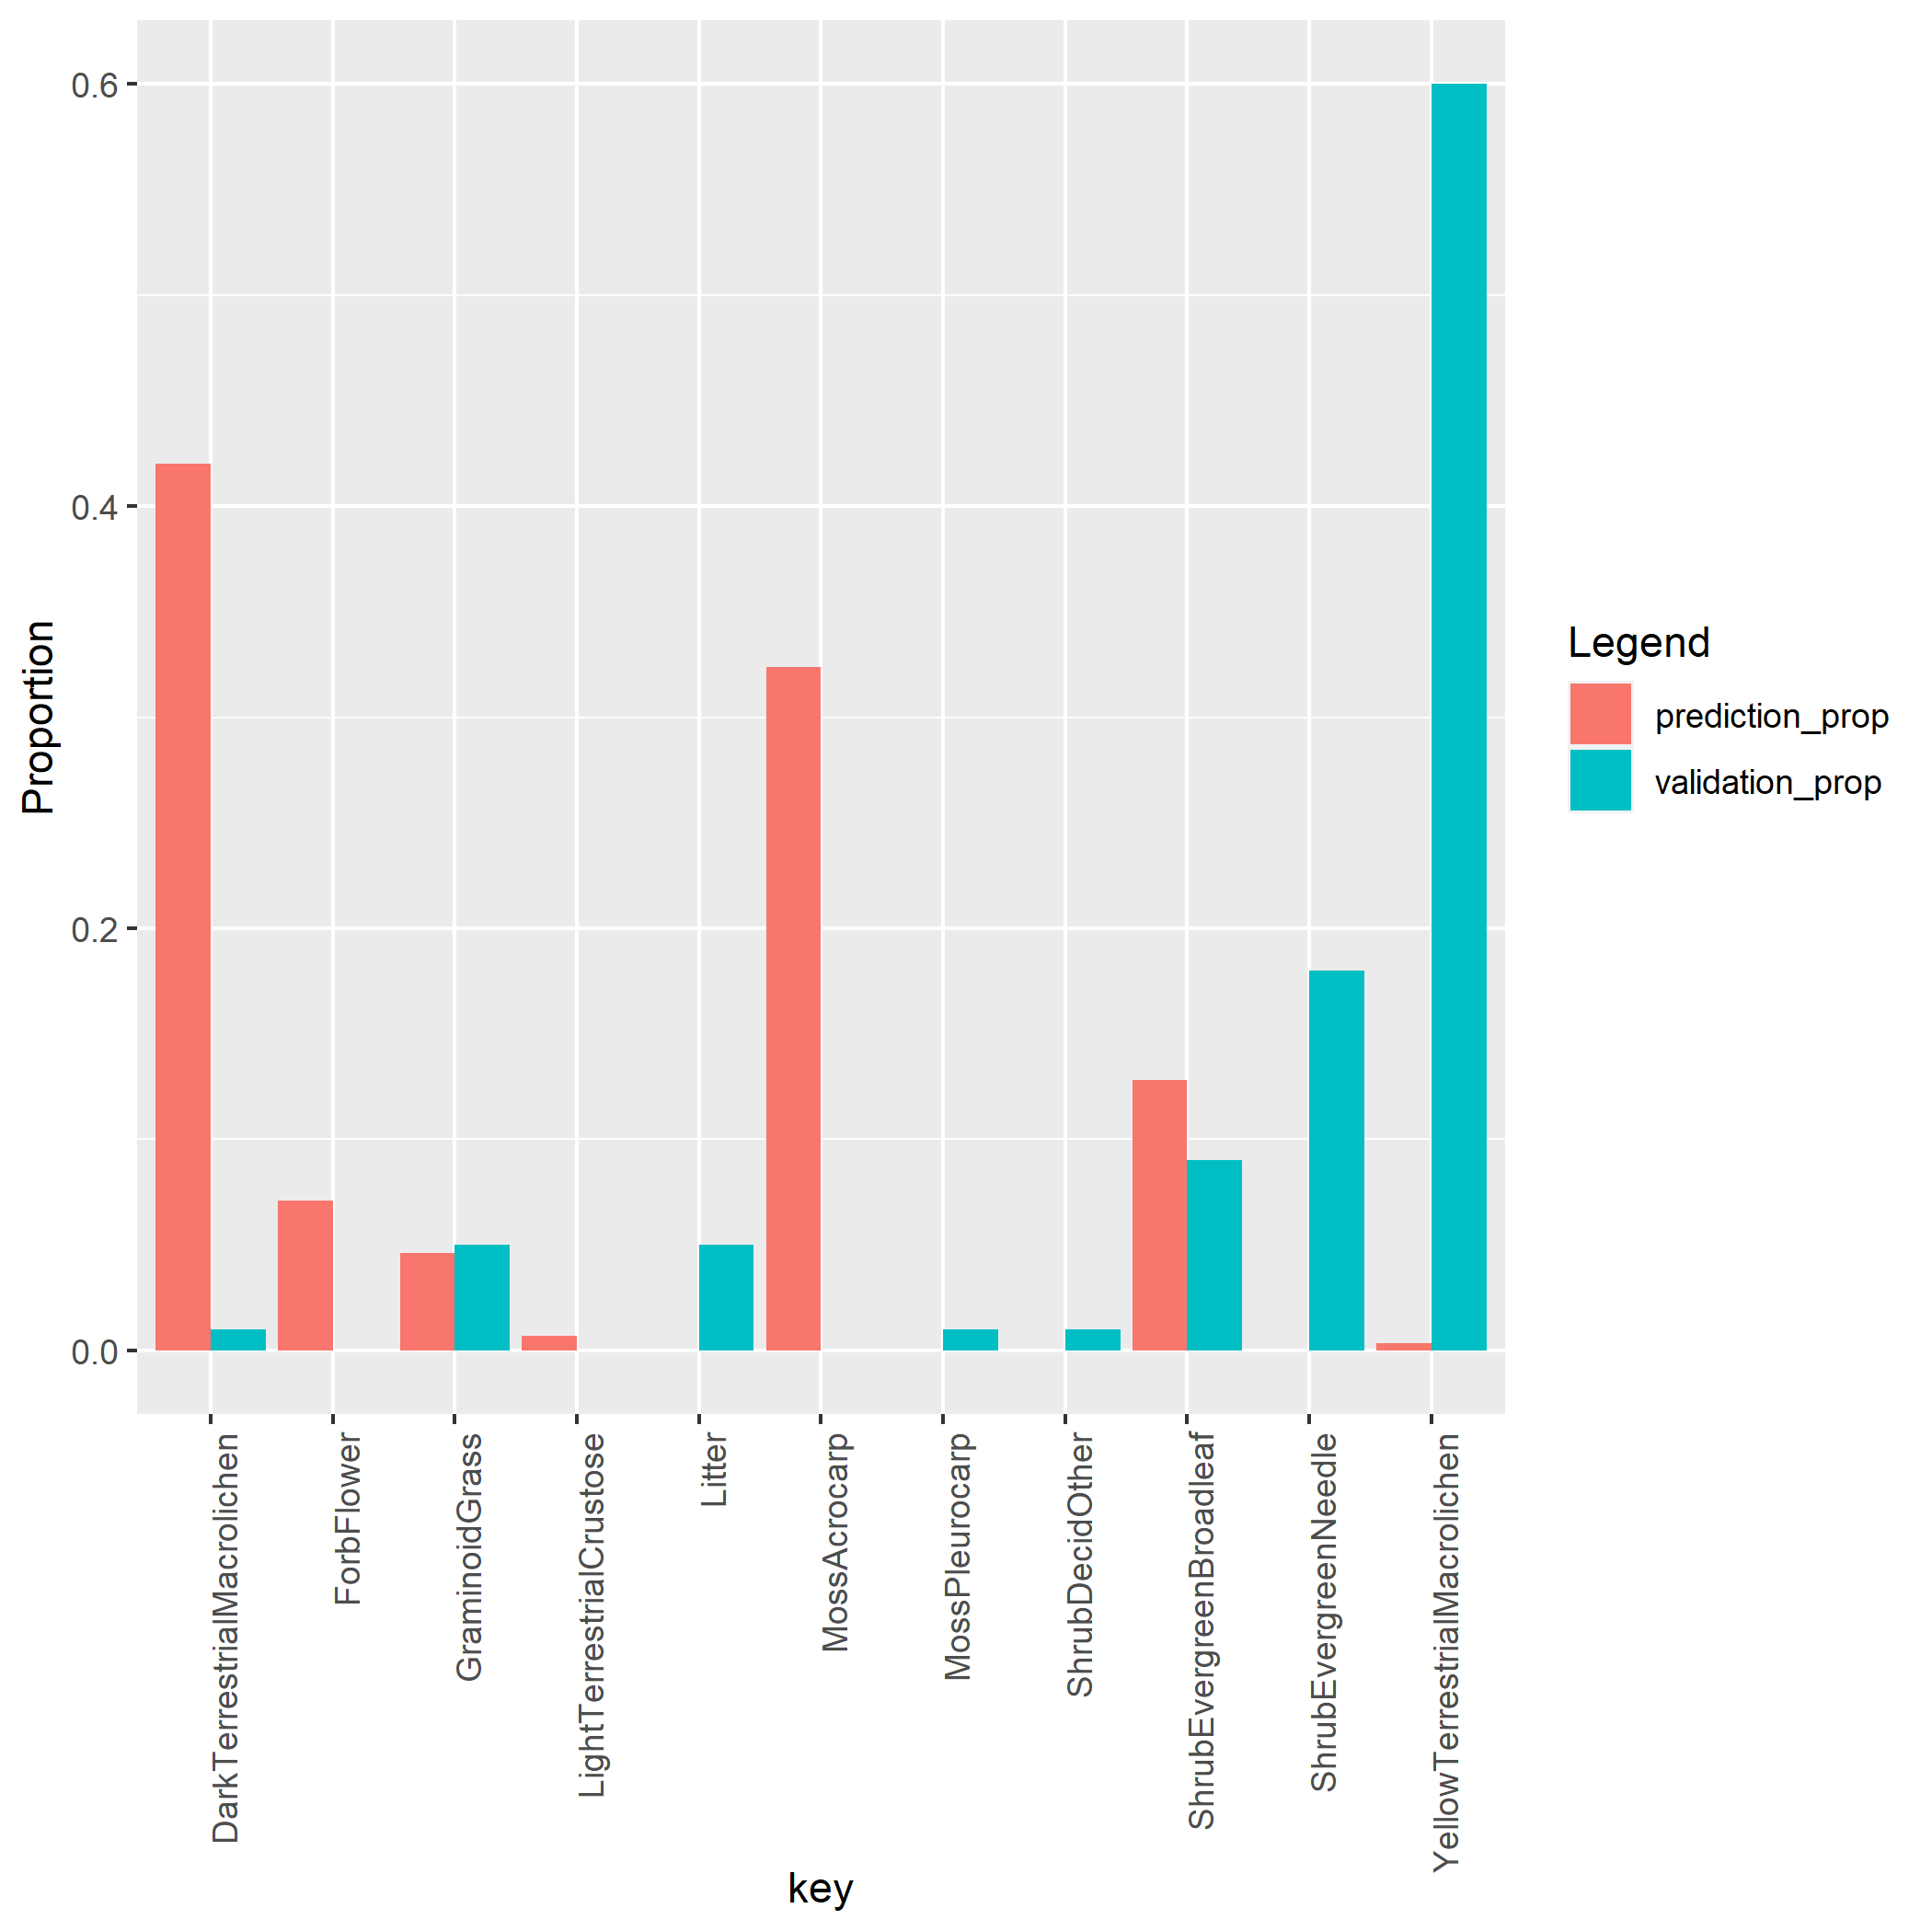 0.6
0.4
0.2
0.0
Proportion
DarkTerrestrialMacrolichen
ForbFlower
GraminoidGrass
LightTerrestrialCrustose
Litter
MossAcrocarp
MossPleurocarp
ShrubDecidOther
ShrubEvergreenBroadleaf
ShrubEvergreenNeedle
YellowTerrestrialMacrolichen
key
Legend
prediction_prop
validation_prop